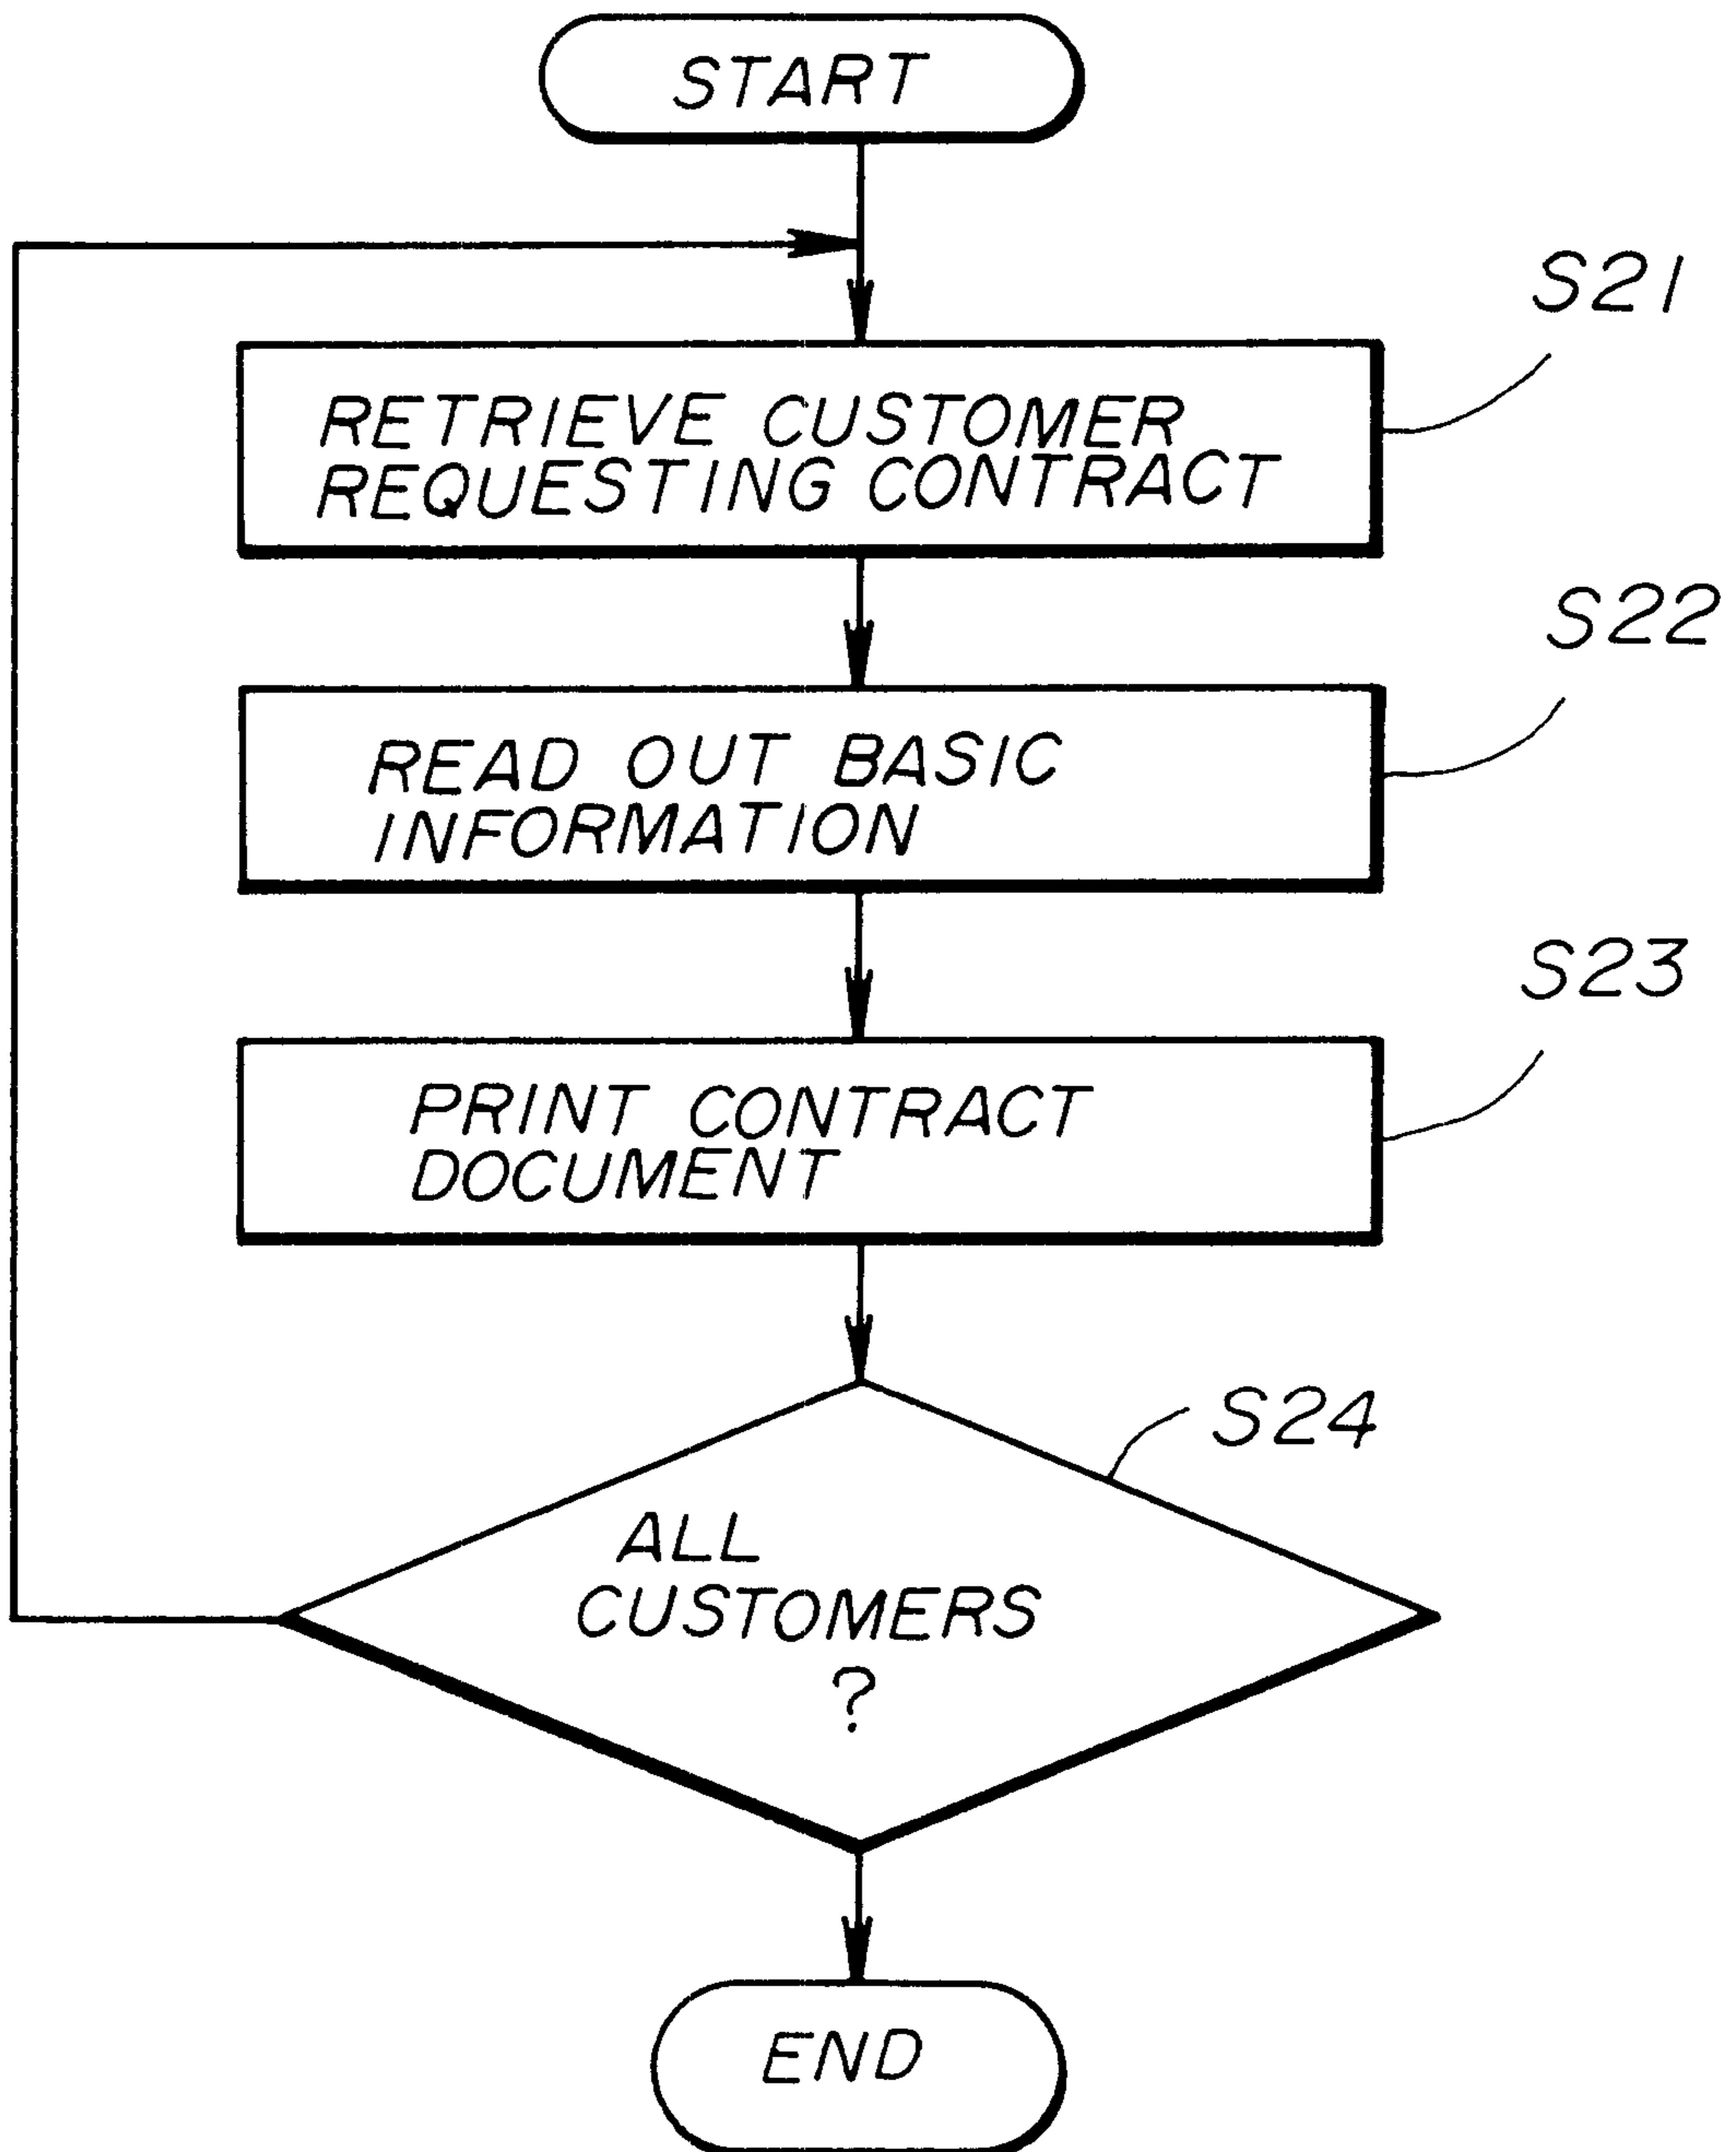 START
S21
RETRIEVE CUSTOMER
REQUESTING CONTRACT
S22
READ OUT BASIC
INFORMATION
S23
PRINT CONTRACT
DOCUMENT
S24
ALL
CUSTOMERS
?
END